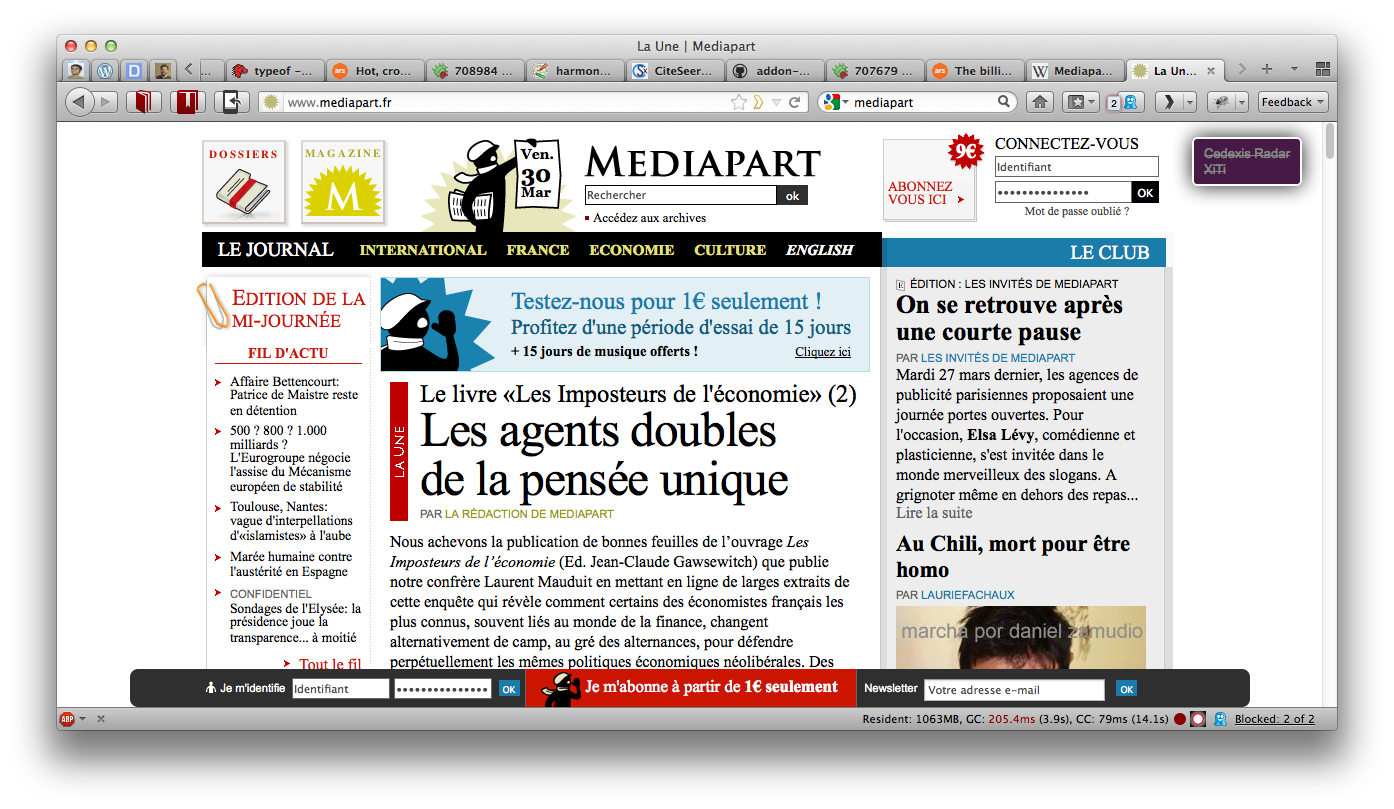 La Une | Mediapart
...
typeof -...
Hot, cro...
708984 ...
harmon...
CiteSeer...
addon-...
707679 ...
The billi...
Mediapa...
La Un...
www.mediapart.fr
mediapart
2
Feedback
DOSSIERS
MAGAZINE
M
Ven.
30
Mar
MEDIAPART
Rechercher
ok
Accédez aux archives
9€
ABONNEZ
VOUS ICI
CONNECTEZ-VOUS
Identifiant
OK
Mot de passe oublié ?
Cedexis Radar
XiTi
LE JOURNAL INTERNATIONAL FRANCE ECONOMIE CULTURE ENGLISH
LE CLUB
EDITION DE LA
MI-JOURNÉE
FIL D'ACTU
Affaire Bettencourt:
Patrice de Maistre reste
en détention
500 ? 800 ? 1.000
milliards ?
L'Eurogroupe négocie
l'assise du Mécanisme
européen de stabilité
Toulouse, Nantes:
vague d'interpellations
d'«islamistes» à l'aube
Marée humaine contre
l'austérité en Espagne
CONFIDENTIEL
Sondages de l'Elysée: la
présidence joue la
transparence... à moitié
Tout le fil
Testez-nous pour 1€ seulement !
Profitez d'une période d'essai de 15 jours
+ 15 jours de musique offerts !
Cliquez ici
LA UNE
Le livre «Les Imposteurs de l'économie» (2)
Les agents doubles
de la pensée unique
PAR LA RÉDACTION DE MEDIAPART
Nous achevons la publication de bonnes feuilles de l’ouvrage Les
Imposteurs de l’économie (Ed. Jean-Claude Gawsewitch) que publie
notre confrère Laurent Mauduit en mettant en ligne de larges extraits de
cette enquête qui révèle comment certains des économistes français les
plus connus, souvent liés au monde de la finance, changent
alternativement de camp, au gré des alternances, pour défendre
perpétuellement les mêmes politiques économiques néolibérales. Des
ÉDITION : LES INVITÉS DE MEDIAPART
On se retrouve après
une courte pause
PAR LES INVITÉS DE MEDIAPART
Mardi 27 mars dernier, les agences de
publicité parisiennes proposaient une
journée portes ouvertes. Pour
l'occasion, Elsa Lévy, comédienne et
plasticienne, s'est invitée dans le
monde merveilleux des slogans. A
grignoter même en dehors des repas...
Lire la suite
Au Chili, mort pour être
homo
PAR LAURIEFACHAUX
marcha por daniel zamudio
Je m'identifie
Identifiant
OK
Je m'abonne à partir de 1€ seulement
Newsletter
Votre adresse e-mail
OK
ABP
Resident: 1063MB, GC: 205.4ms (3.9s), CC: 79ms (14.1s)
Blocked: 2 of 2